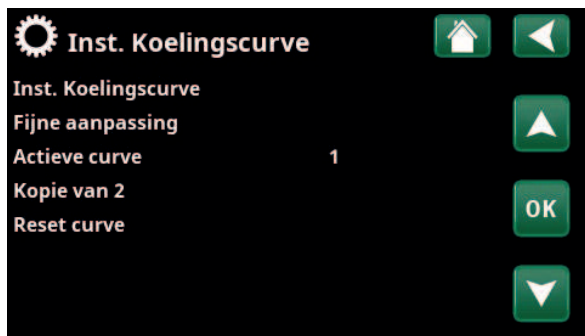 Inst. Koelingscurve
Inst. Koelingscurve
Fijne aanpassing
Actieve curve 1
Kopie van 2
OK
Reset curve